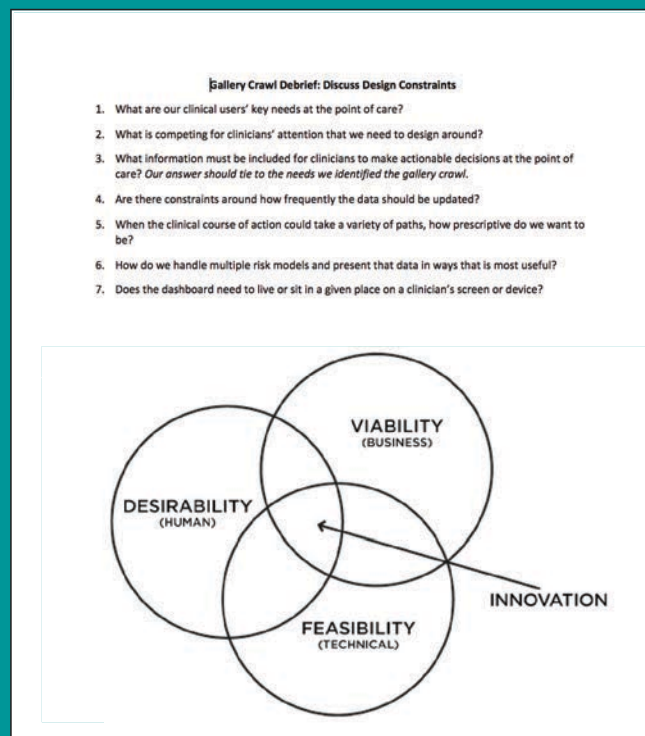 Gallery Crawl Debrief: Discuss Design Constraints
1. What are our clinical users' key needs at the point of care?
2. What is competing for clinicians' attention that we need to design around?
3. What information must be included for clinicians to make actionable decisions at the point of
care? Our answer should tie to the needs we identified the gallery crawl.
4. Are there constraints around how frequently the data should be updated?
5. When the clinical course of action could take a variety of paths, how prescriptive do we want to
be?
6. How do we handle multiple risk models and present that data in ways that is most useful?
7. Does the dashboard need to live or sit in a given place on a clinician's screen or device?
VIABILITY
(BUSINESS)
DESIRABILITY
(HUMAN)
INNOVATION
FEASIBILITY
(TECHNICAL)